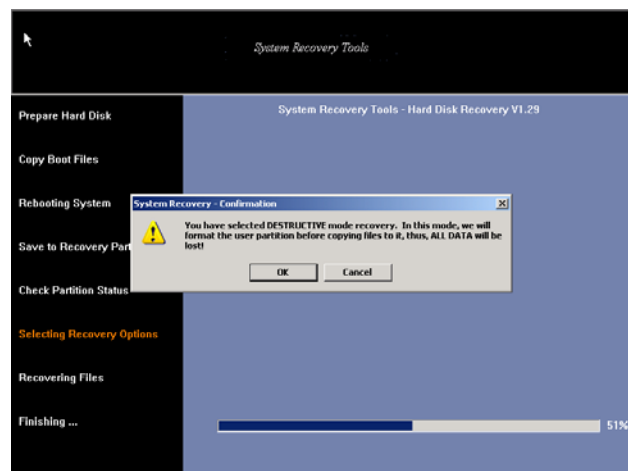 System Recovery Tools
System Recovery Tools - Hard Disk Recovery V1.29
Prepare Hard Disk
Copy Boot Files
Rebooting System
Save to Recovery Part
Check Partition Status
Selecting Recovery Options
Recovering Files
Finishing ...
System Recovery - Confirmation
You have selected DESTRUCTIVE mode recovery. In this mode, we will
format the user partition before copying files to it, thus, ALL DATA will be
lost!
OK
Cancel
51%